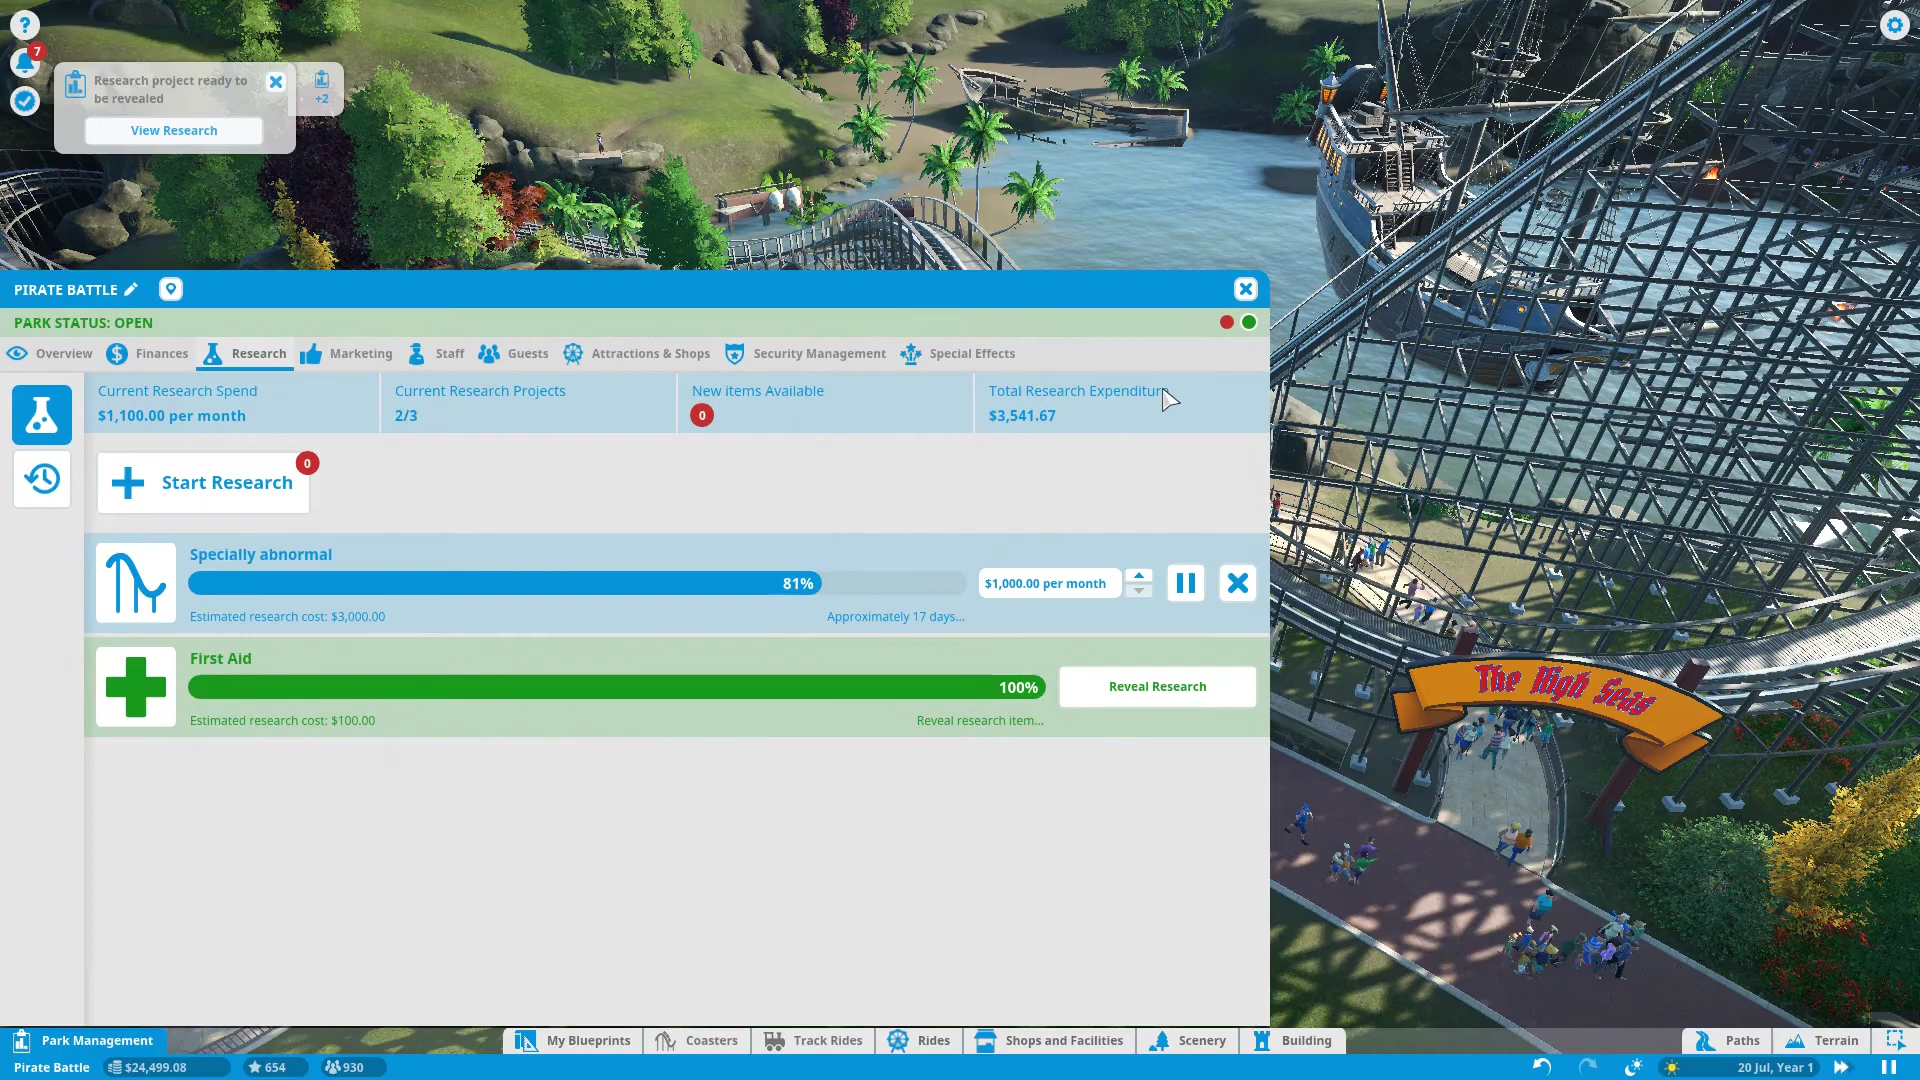 ?
7
Research project ready to
be revealed
+2
View Research
PIRATE BATTLE
PARK STATUS: OPEN
Overview
Finances
Research
Marketing
Staff
Guests
Attractions & Shops
Security Management
Special Effects
Current Research Spend
$1,100.00 per month
Current Research Projects
2/3
New items Available
0
Total Research Expenditure
$3,541.67
Start Research
0
Specially abnormal
81%
$1,000.00 per month
Estimated research cost: $3,000.00
Approximately 17 days...
First Aid
100%
Reveal Research
Estimated research cost: $100.00
Reveal research item...
The High Seas
Park Management
My Blueprints
Coasters
Track Rides
Rides
Shops and Facilities
Scenery
Building
Paths
Terrain
Pirate Battle
$24,499.08
654
930
20 Jul, Year 1